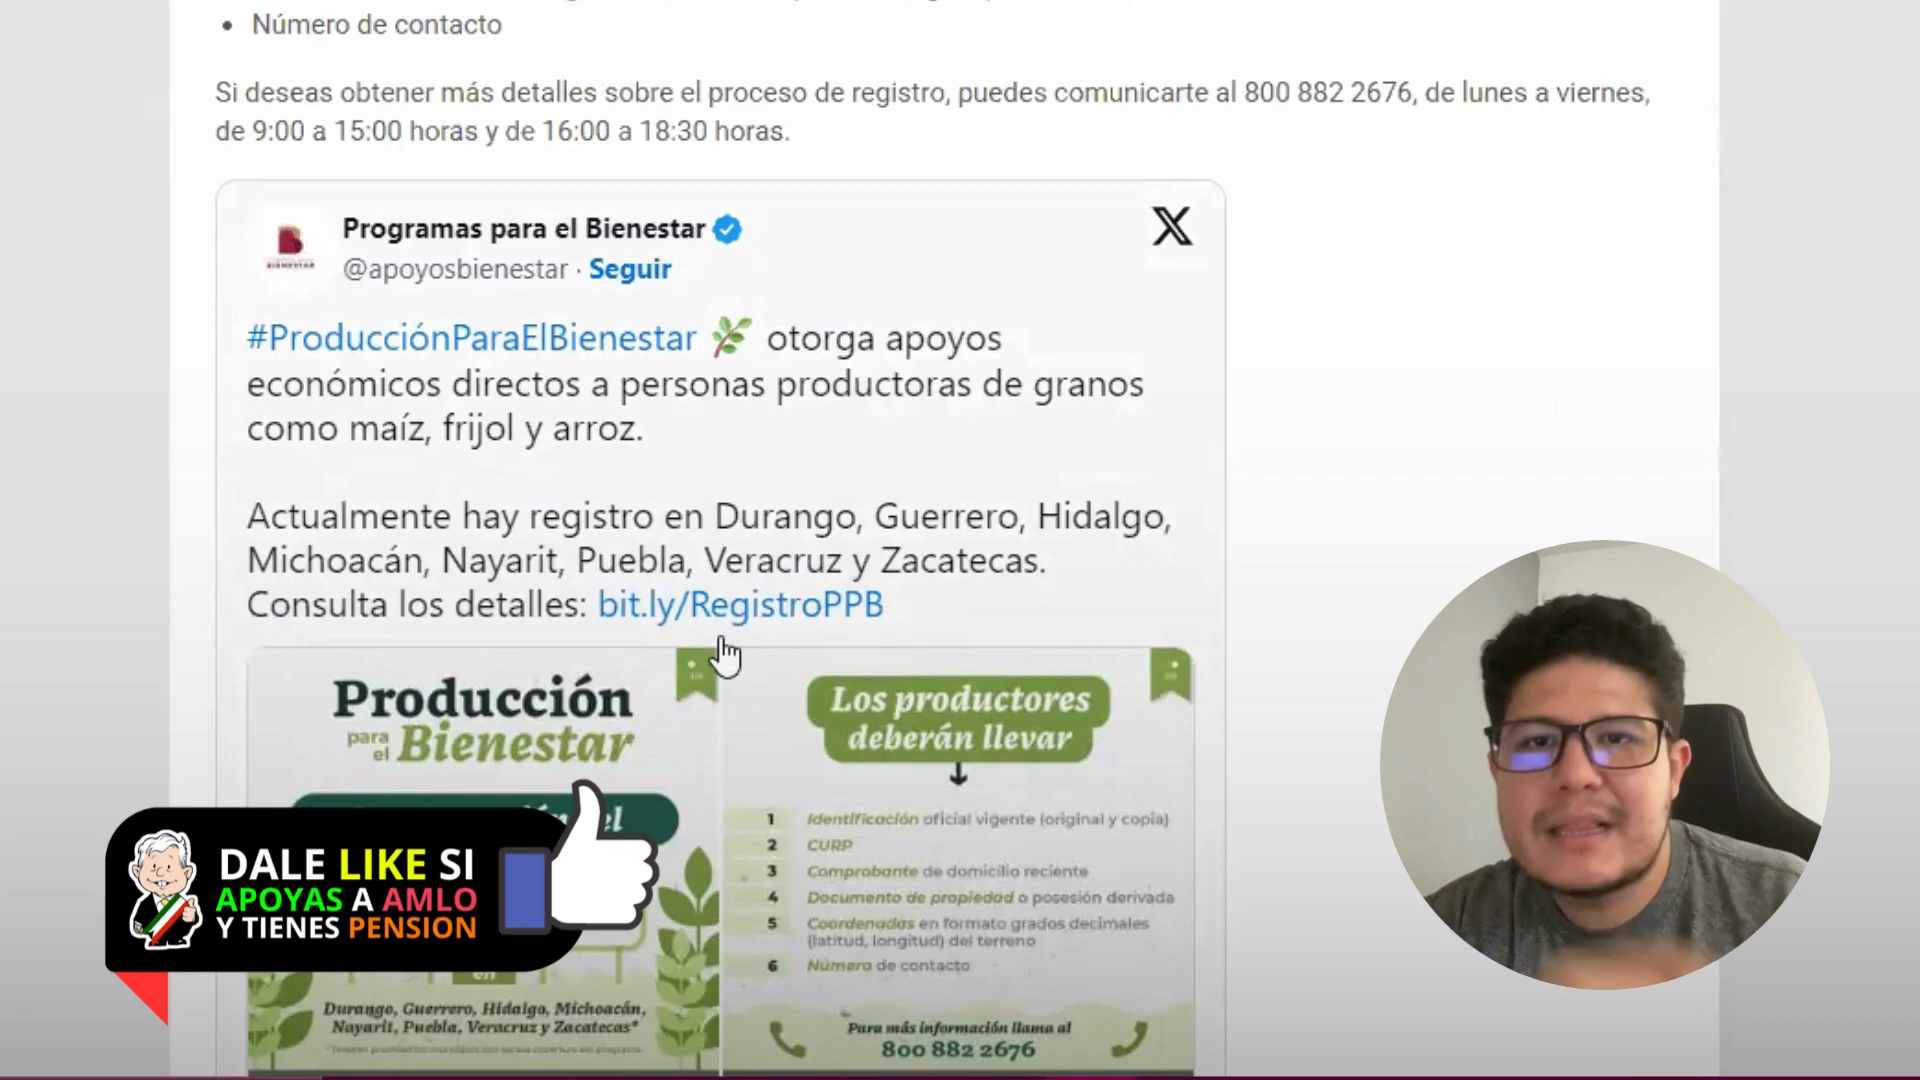 Número de contacto
Si deseas obtener más detalles sobre el proceso de registro, puedes comunicarte al 800 882 2676, de lunes a viernes,
de 9:00 a 15:00 horas y de 16:00 a 18:30 horas.
Programas para el Bienestar
@apoyosbienestar · Seguir
BIENESTAR
#ProducciónParaElBienestar otorga apoyos
económicos directos a personas productoras de granos
como maíz, frijol y arroz.
Actualmente hay registro en Durango, Guerrero, Hidalgo,
Michoacán, Nayarit, Puebla, Veracruz y Zacatecas.
Consulta los detalles: bit.ly/RegistroPPB
Producción
para el Bienestar
el
en
Durango, Guerrero, Hidalgo, Michoacán,
Nayarit, Puebla, Veracruz y Zacatecas*
Los productores
deberán llevar
1 Identificación oficial vigente (original y copia)
2 CURP
3 Comprobante de domicilio reciente
4 Documento de propiedad o posesión derivada
5 Coordenadas en formato grados decimales
(latitud, longitud) del terreno
6 Número de contacto
Para más información llama al
800 882 2676
DALE LIKE SI
APOYAS A AMLO
Y TIENES PENSION